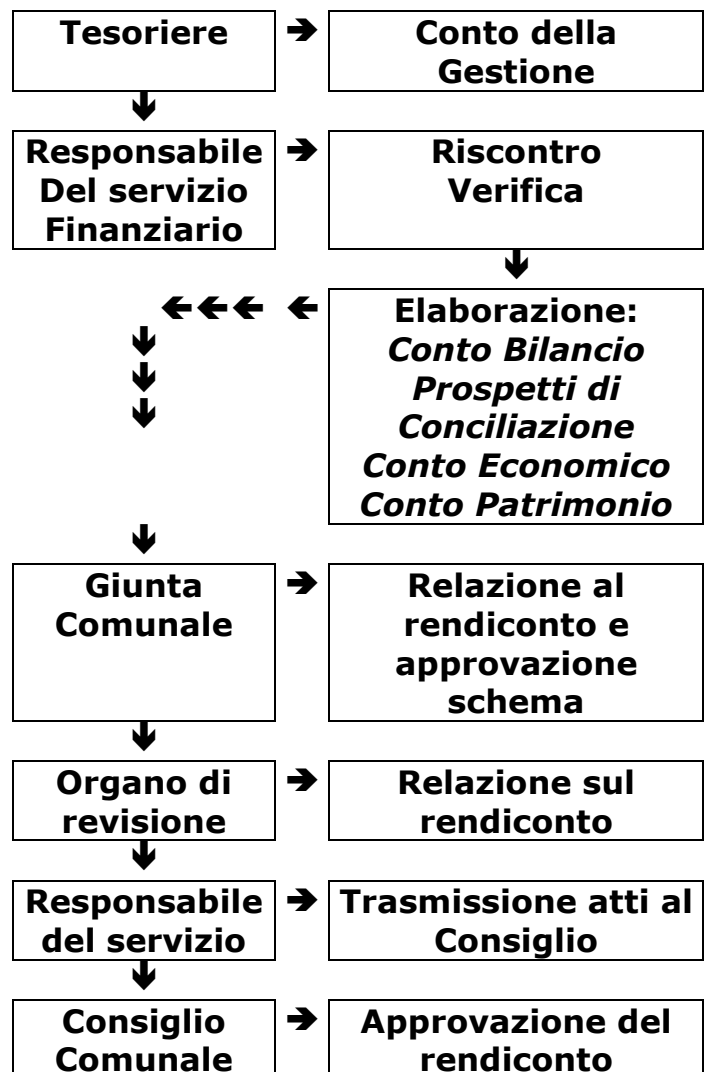 Tesoriere
Conto della
Gestione
Responsabile
Del servizio
Finanziario
Riscontro
Verifica
Elaborazione:
Conto Bilancio
Prospetti di
Conciliazione
Conto Economico
Conto Patrimonio
Giunta
Comunale
Relazione al
rendiconto e
approvazione
schema
Organo di
revisione
Relazione sul
rendiconto
Responsabile
del servizio
Trasmissione atti al
Consiglio
Consiglio
Comunale
Approvazione del
rendiconto